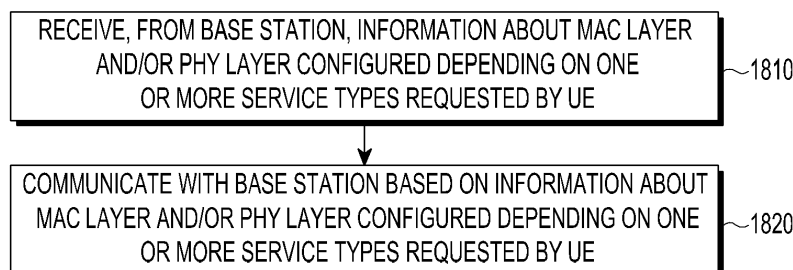 RECEIVE, FROM BASE STATION, INFORMATION ABOUT MAC LAYER
AND/OR PHY LAYER CONFIGURED DEPENDING ON ONE
OR MORE SERVICE TYPES REQUESTED BY UE
1810
COMMUNICATE WITH BASE STATION BASED ON INFORMATION ABOUT
MAC LAYER AND/OR PHY LAYER CONFIGURED DEPENDING ON ONE
OR MORE SERVICE TYPES REQUESTED BY UE
1820